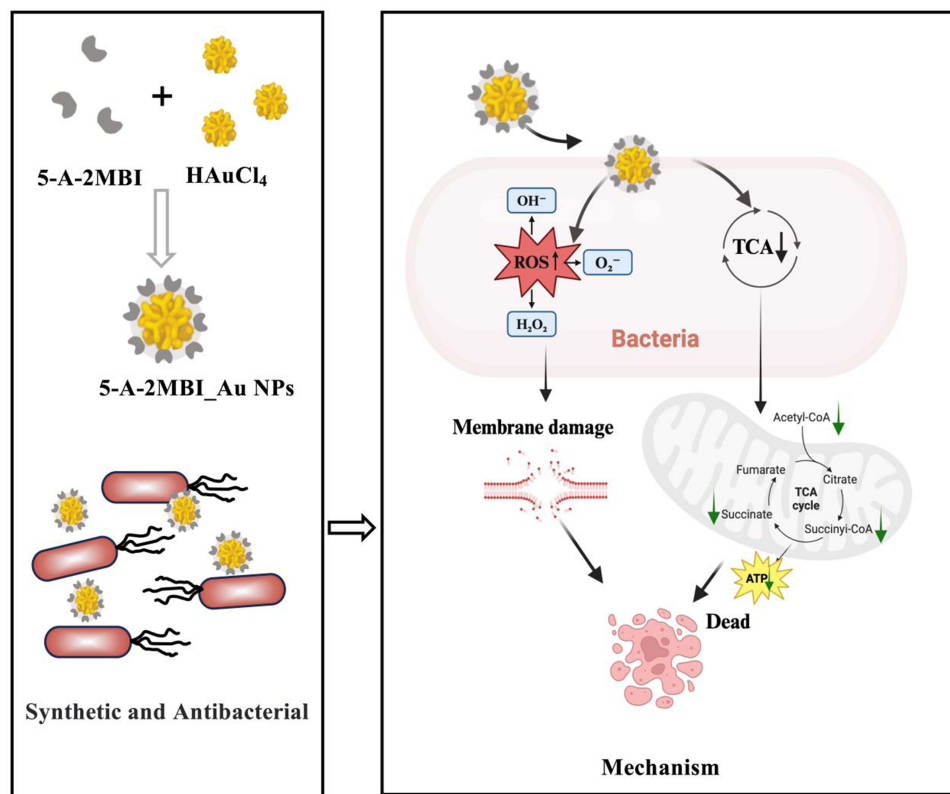 5-A-2MBI
+
HAuCl₄
5-A-2MBI_Au NPs
Synthetic and Antibacterial
OH⁻
ROS
O₂⁻
H₂O₂
TCA
Bacteria
Membrane damage
Acetyl-CoA
Fumarate
Citrate
TCA
cycle
Succinate
Succinyi-CoA
ATP
Dead
Mechanism